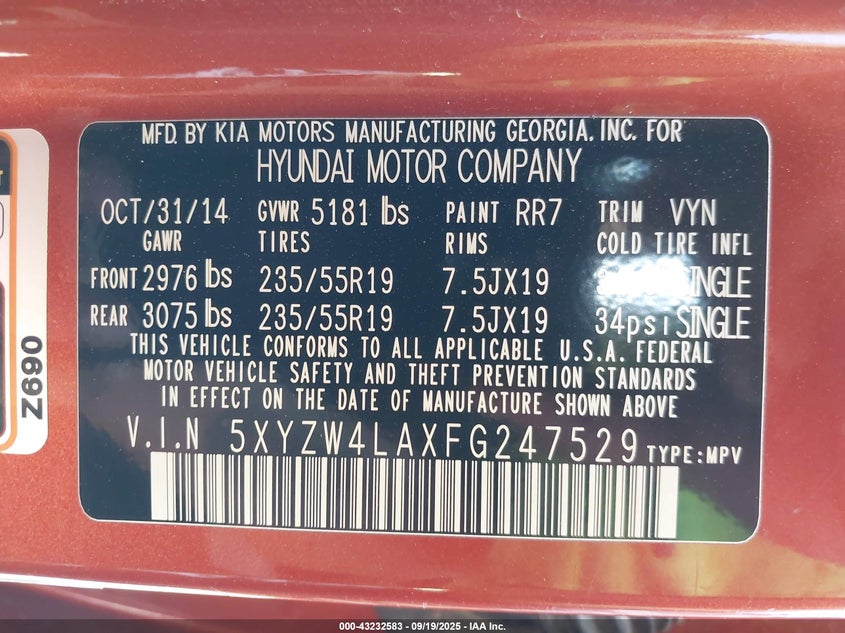 MFD. BY KIA MOTORS MANUFACTURING GEORGIA. INC. FOR
HYUNDAI MOTOR COMPANY
OCT/31/14 GVWR 5181 lbs PAINT RR7 TRIM VYN
GAWR TIRES RIMS COLD TIRE INFL
FRONT 2976 lbs 235/55R19 7.5JX19 SINGLE
REAR 3075 lbs 235/55R19 7.5JX19 34psi SINGLE
THIS VEHICLE CONFORMS TO ALL APPLICABLE U.S.A. FEDERAL
MOTOR VEHICLE SAFETY AND THEFT PREVENTION STANDARDS
IN EFFECT ON THE DATE OF MANUFACTURE SHOWN ABOVE
V.I.N 5XYZW4LAXFG247529 TYPE:MPV
Z690
000-43232583 - 09/19/2025 - IAA Inc.